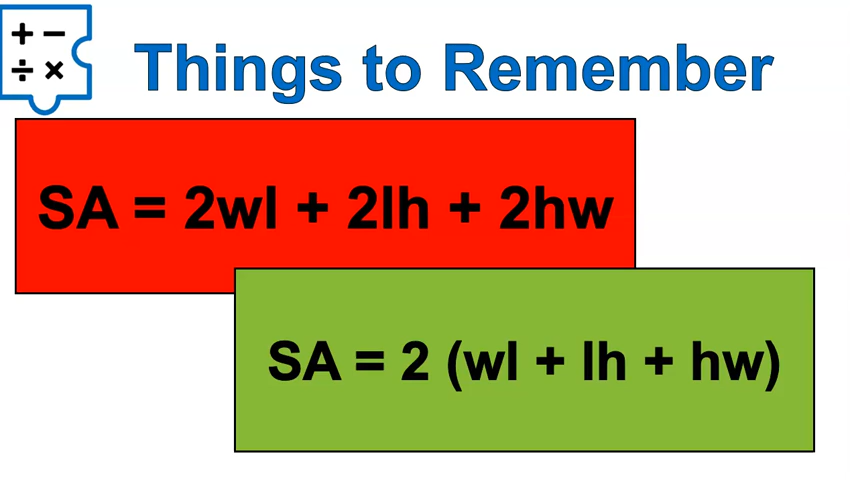 + −
÷ ×
Things to Remember
SA = 2wl + 2lh + 2hw
SA = 2 (wl + lh + hw)